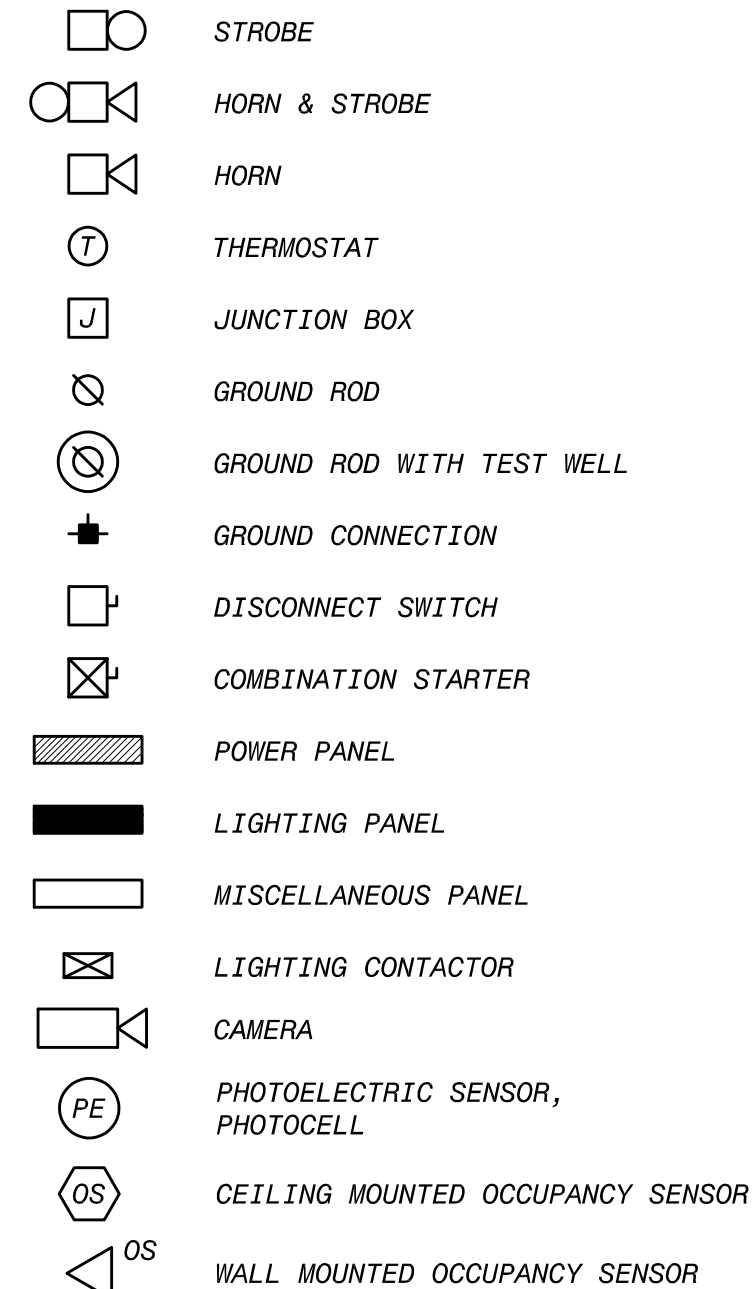 STROBE
HORN & STROBE
HORN
T THERMOSTAT
J JUNCTION BOX
GROUND ROD
GROUND ROD WITH TEST WELL
GROUND CONNECTION
DISCONNECT SWITCH
COMBINATION STARTER
POWER PANEL
LIGHTING PANEL
MISCELLANEOUS PANEL
LIGHTING CONTACTOR
CAMERA
PE PHOTOELECTRIC SENSOR,
PHOTOCELL
OS CEILING MOUNTED OCCUPANCY SENSOR
OS WALL MOUNTED OCCUPANCY SENSOR